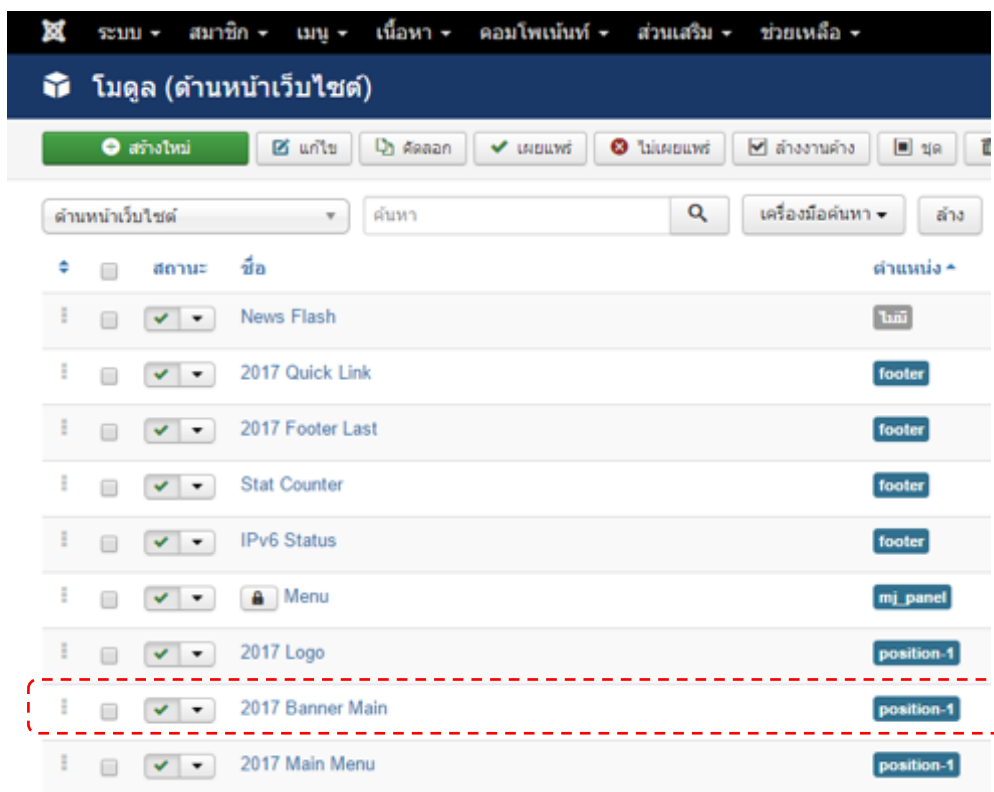 ระบบ สมาชิก เมนู เนื้อหา คอมโพเน้นท์ ส่วนเสริม ช่วยเหลือ
โมดูล (ด้านหน้าเว็บไซต์)
สร้างใหม่ แก้ไข คัดลอก เผยแพร่ ไม่เผยแพร่ ล้างงานค้าง ชุด
ด้านหน้าเว็บไซต์ ค้นหา เครื่องมือค้นหา ล้าง
สถานะ ชื่อ ตำแหน่ง
News Flash ไม่มี
2017 Quick Link footer
2017 Footer Last footer
Stat Counter footer
IPv6 Status footer
Menu mj_panel
2017 Logo position-1
2017 Banner Main position-1
2017 Main Menu position-1